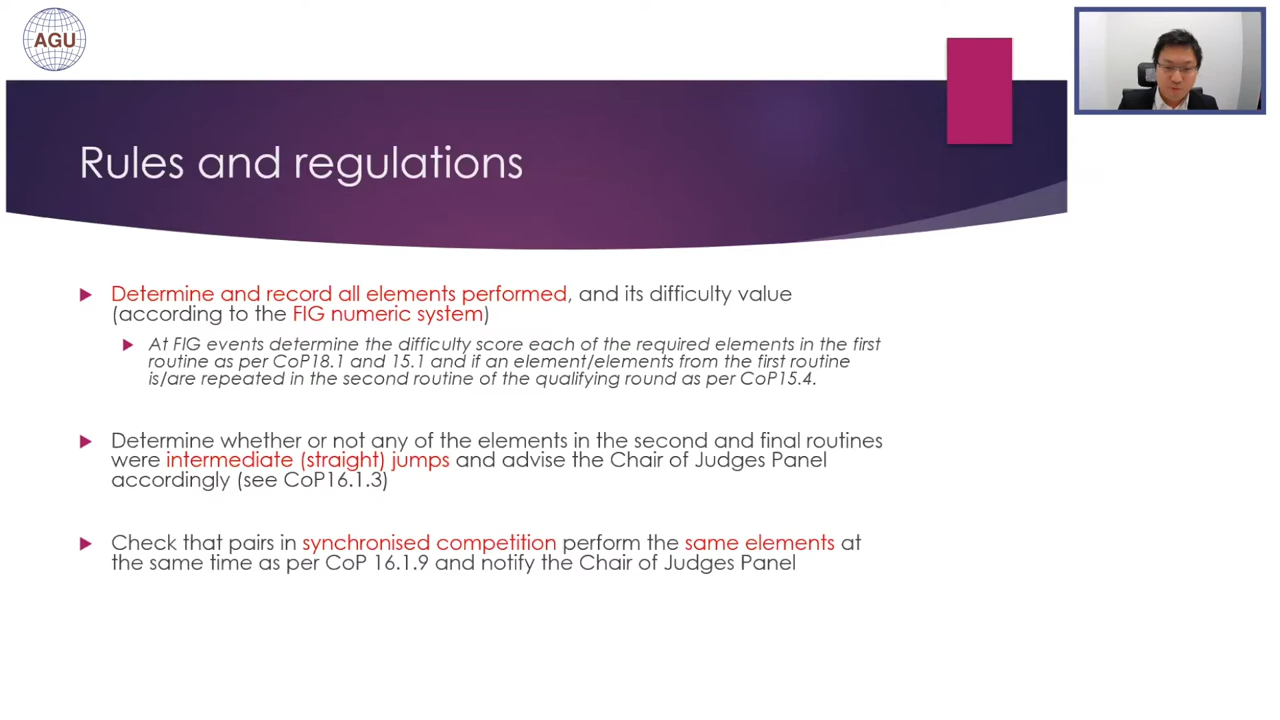 AGU
Rules and regulations
Determine and record all elements performed, and its difficulty value
(according to the FIG numeric system)
At FIG events determine the difficulty score each of the required elements in the first
routine as per CoP18.1 and 15.1 and if an element/elements from the first routine
is/are repeated in the second routine of the qualifying round as per CoP15.4.
Determine whether or not any of the elements in the second and final routines
were intermediate (straight) jumps and advise the Chair of Judges Panel
accordingly (see CoP16.1.3)
Check that pairs in synchronised competition perform the same elements at
the same time as per CoP 16.1.9 and notify the Chair of Judges Panel